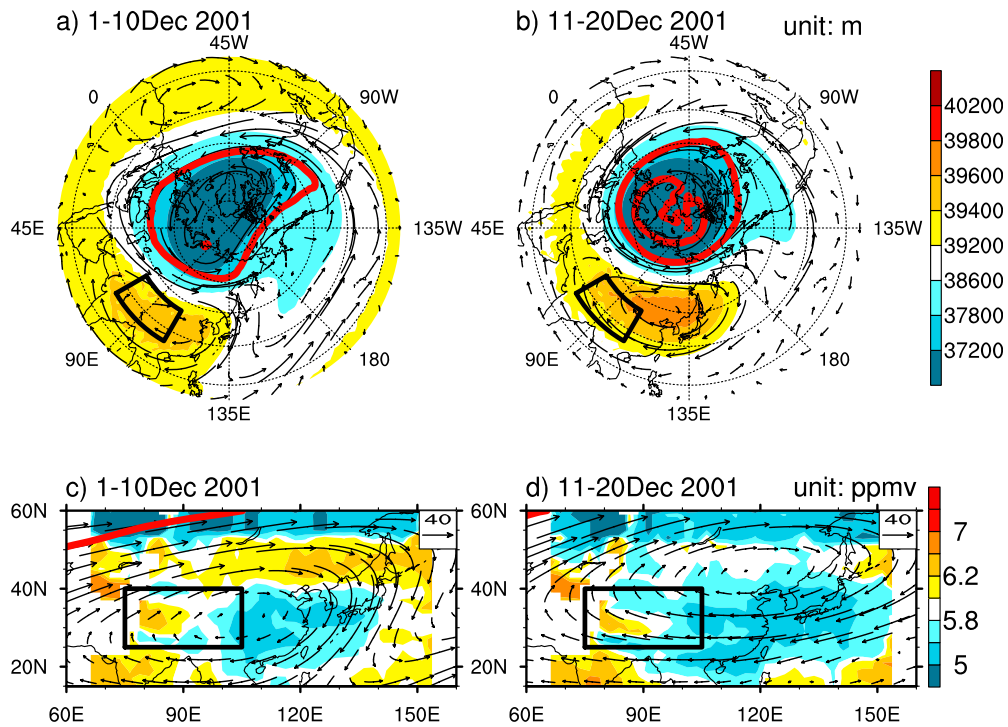 a) 1-10Dec 2001
b) 11-20Dec 2001
unit: m
45W
45W
0
90W
0
90W
45E
135W
45E
135W
90E
180
90E
180
135E
135E
40200
39800
39600
39400
39200
38600
37800
37200
c) 1-10Dec 2001
d) 11-20Dec 2001
unit: ppmv
60N
40N
20N
60E
90E
120E
150E
40
60N
40N
20N
60E
90E
120E
150E
40
7
6.2
5.8
5